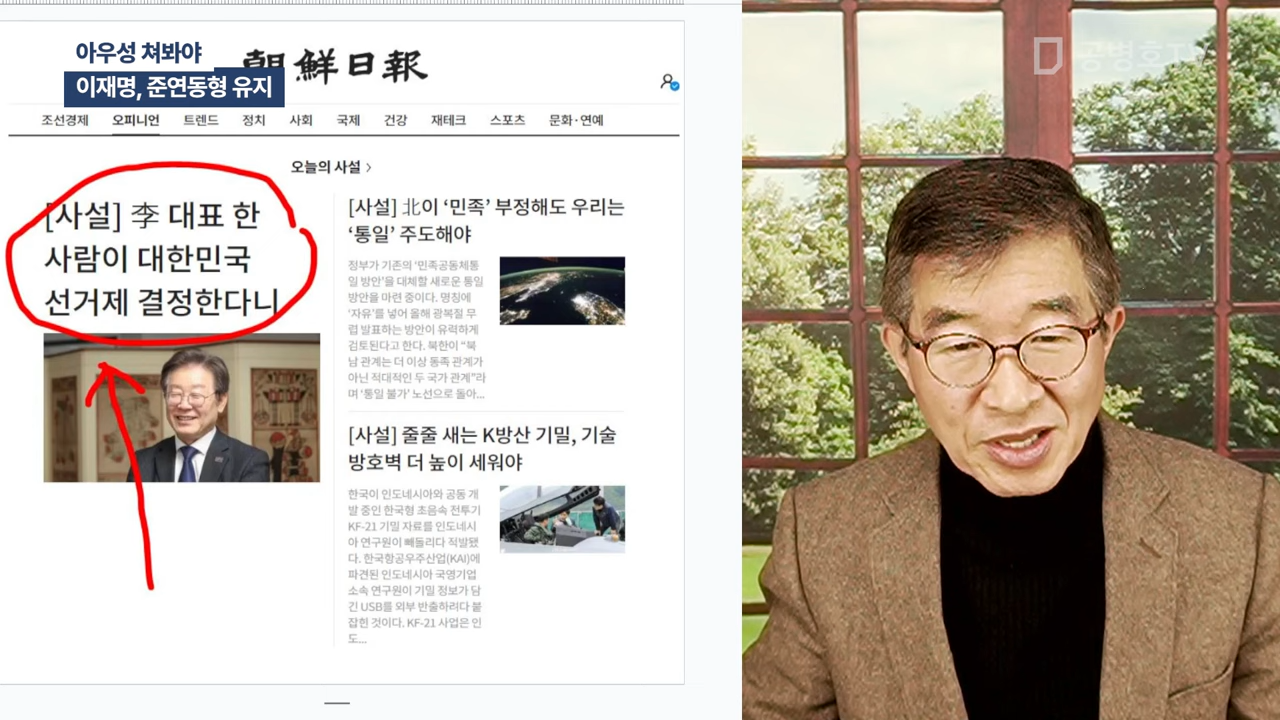 아우성 쳐봐야
이재명, 준연동형 유지
朝鮮日報
공병호TV
조선경제 오피니언 트렌드 정치 사회 국제 건강 재테크 스포츠 문화·연예
오늘의 사설 >
[사설] 李 대표 한
사람이 대한민국
선거제 결정한다니
[사설] 北이 ‘민족’ 부정해도 우리는
‘통일’ 주도해야
정부가 기존의 ‘민족공동체통
일 방안’을 대체할 새로운 통일
방안을 마련 중이다. 명칭에
‘자유’를 넣어 올해 광복절 무
렵 발표하는 방안이 유력하게
검토된다고 한다. 북한이 “북
남 관계는 더 이상 동족 관계가
아닌 적대적인 두 국가 관계”라
며 ‘통일 불가’ 노선으로 돌아...
[사설] 줄줄 새는 K방산 기밀, 기술
방호벽 더 높이 세워야
한국이 인도네시아와 공동 개
발 중인 한국형 초음속 전투기
KF-21 기밀 자료를 인도네시
아 연구원이 빼돌리다 적발됐
다. 한국항공우주산업(KAI)에
파견된 인도네시아 국영기업
소속 연구원이 기밀 정보가 담
긴 USB를 외부 반출하려다 붙
잡힌 것이다. KF-21 사업은 인
도...